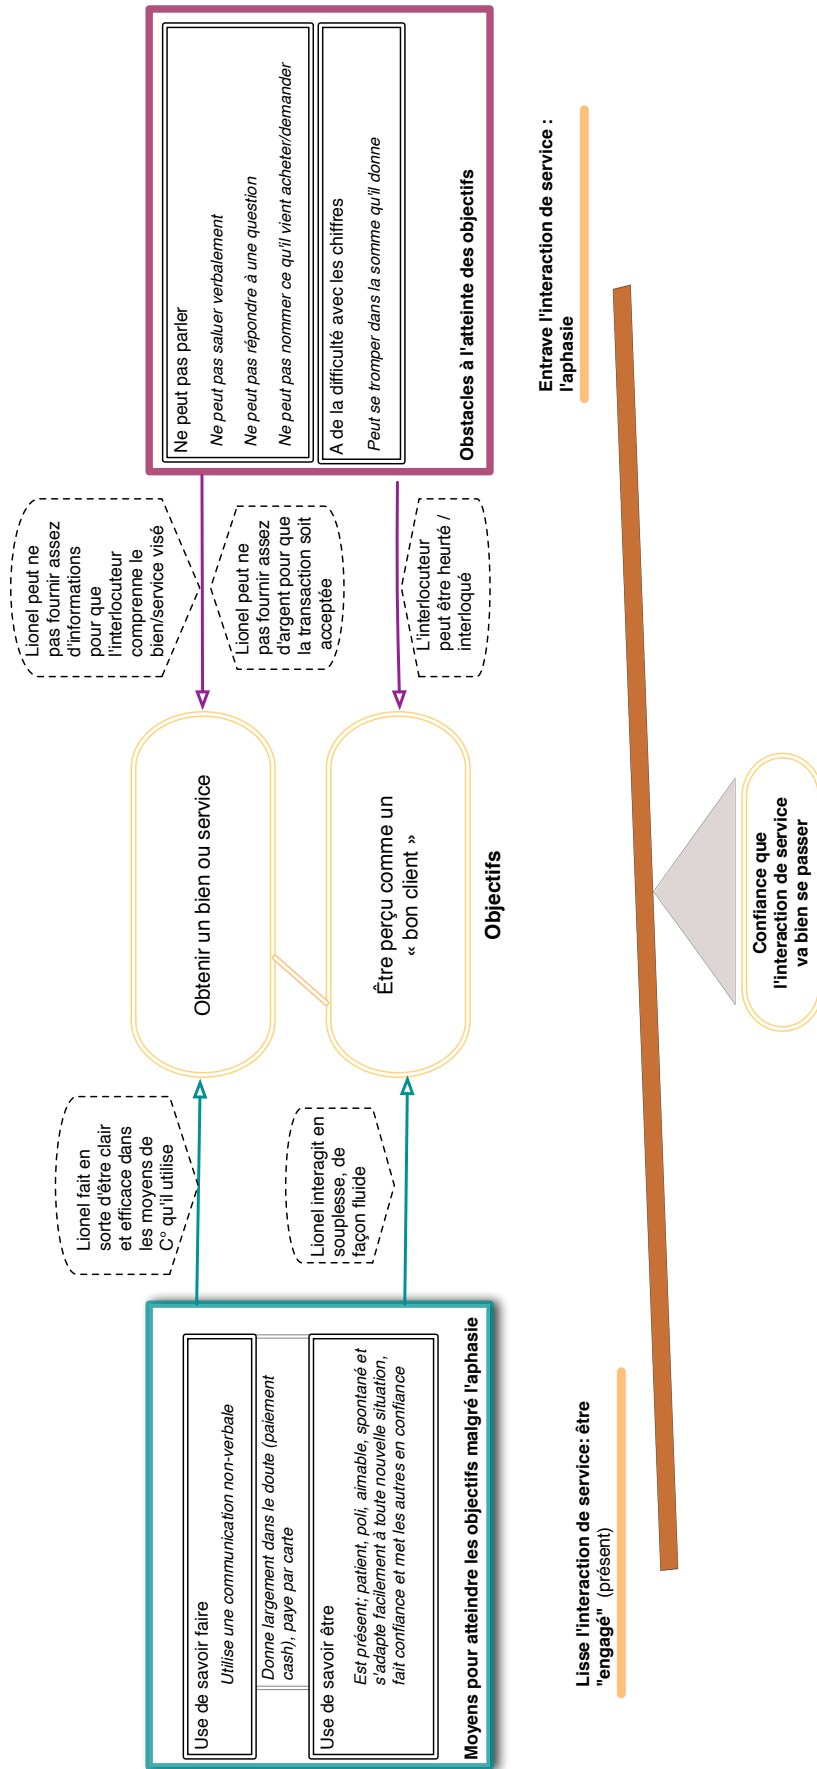 Use de savoir faire
Utilise une communication non-verbale
Donne largement dans le doute (paiement
cash), paye par carte
Use de savoir être
Est présent; patient, poli, aimable, spontané et
s'adapte facilement à toute nouvelle situation,
fait confiance et met les autres en confiance
Moyens pour atteindre les objectifs malgré l'aphasie
Lionel fait en
sorte d'être clair
et efficace dans
les moyens de
C° qu'il utilise
Lionel interagit en
souplesse, de
façon fluide
Obtenir un bien ou service
Être perçu comme un
« bon client »
Objectifs
Lionel peut ne
pas fournir assez
d'informations
pour que
l'interlocuteur
comprenne le
bien/service visé
Lionel peut ne
pas fournir assez
d'argent pour que
la transaction soit
acceptée
L'interlocuteur
peut être heurté /
interloqué
Ne peut pas parler
Ne peut pas saluer verbalement
Ne peut pas répondre à une question
Ne peut pas nommer ce qu'il vient acheter/demander
A de la difficulté avec les chiffres
Peut se tromper dans la somme qu'il donne
Obstacles à l'atteinte des objectifs
Lisse l'interaction de service: être
"engagé" (présent)
Entrave l'interaction de service :
l'aphasie
Confiance que
l'interaction de service
va bien se passer